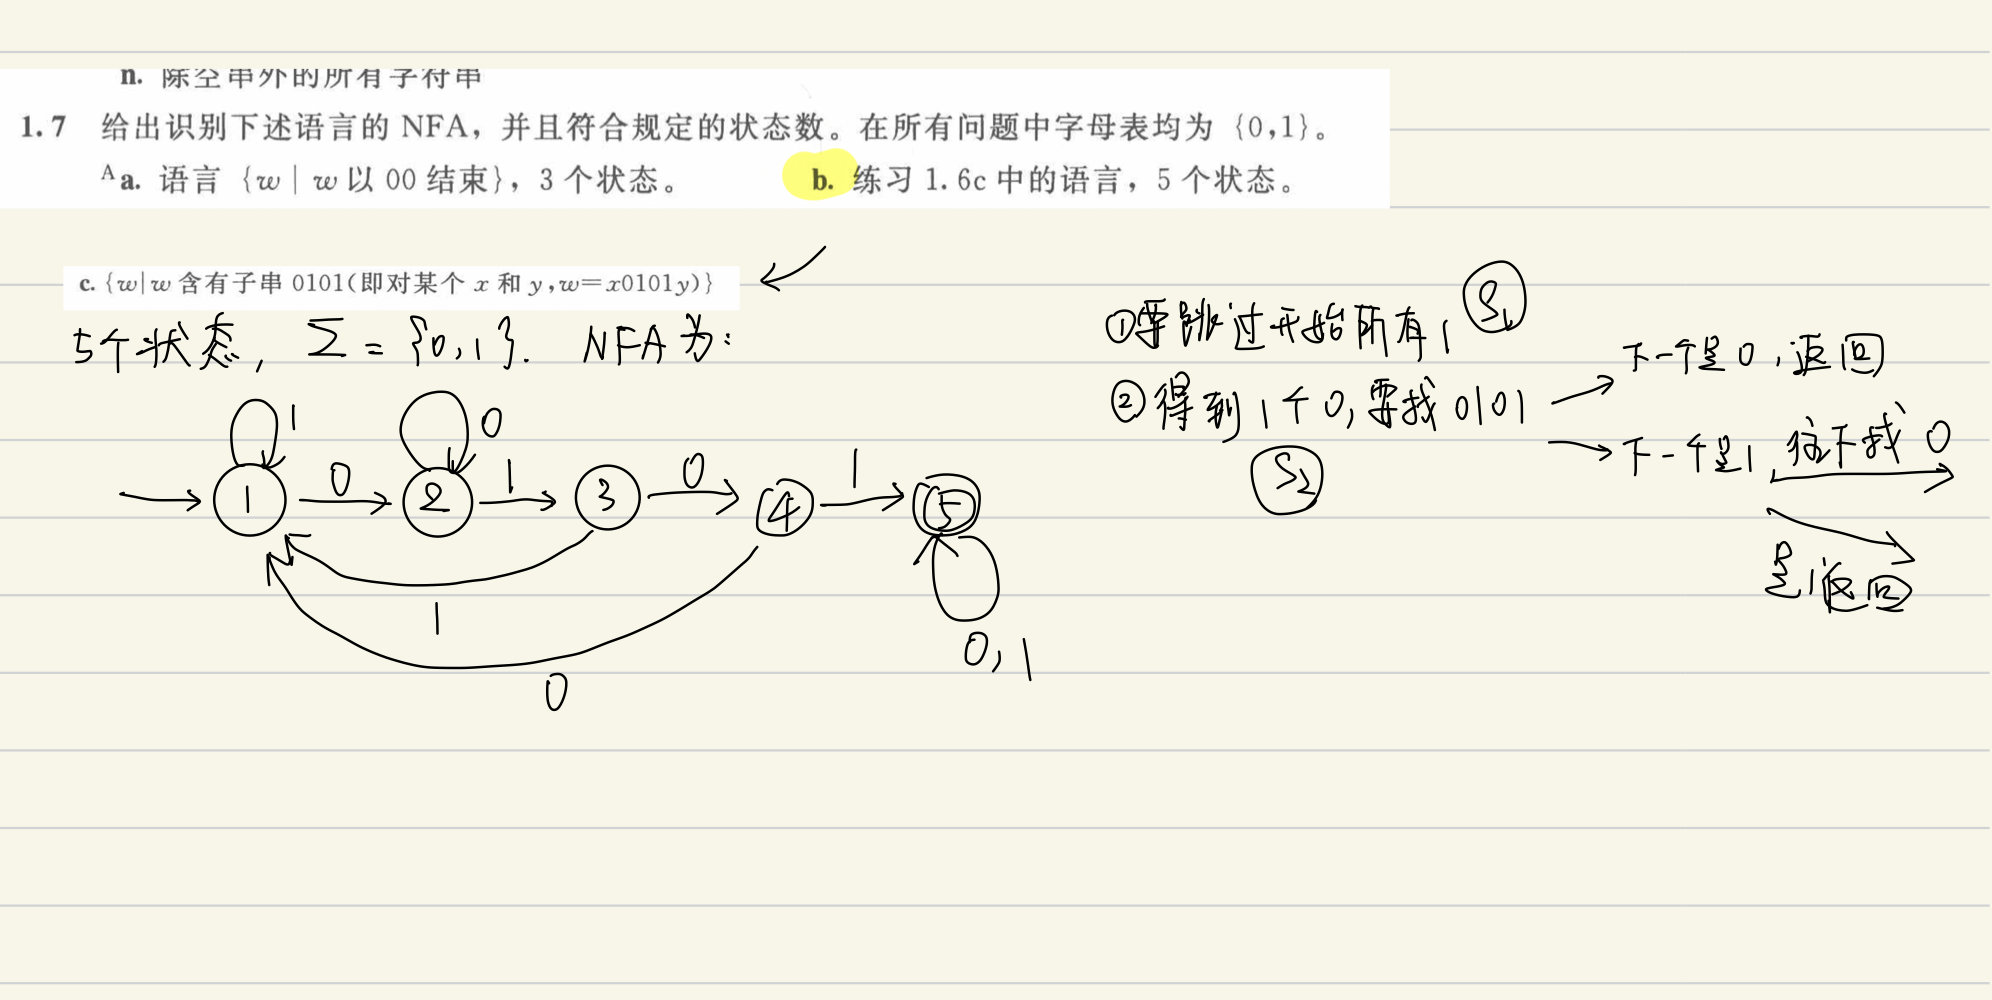 n. 除空串外的所有字符串
1.7 给出识别下述语言的 NFA，并且符合规定的状态数。在所有问题中字母表均为 {0,1}。
A a. 语言 {w | w 以 00 结束}，3 个状态。 b. 练习 1.6c 中的语言，5 个状态。
c. {w|w 含有子串 0101(即对某个 x 和 y,w=x0101y)}
5个状态, Σ = {0,1}. NFA为:
①要跳过开始所有1 S1
②得到1个0,要找0101
S2
下一个是0,返回
下一个是1,往下找0
是1返回
1 0
0 1 0 1
1 2 3 4 5
1
0
0,1